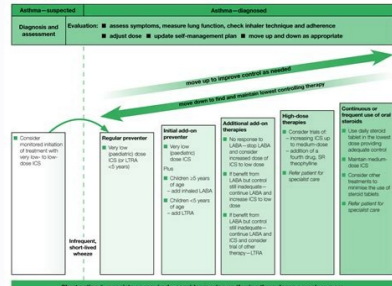 Asthma—suspected
Asthma—diagnosed
Diagnosis and
assessment
Evaluation: ■ assess symptoms, measure lung function, check inhaler technique and adherence
■ adjust dose ■ update self-management plan ■ move up and down as appropriate
move up to improve control as needed
move down to find and maintain lowest controlling therapy
■ Consider
monitored initiation
of treatment with
very low- to low-
dose ICS
Infrequent,
short-lived
wheeze
Regular preventer
■ Very low
(paediatric) dose
ICS (or LTRA
<5 years)
Initial add-on
preventer
■ Very low
(paediatric)
dose ICS
Plus
■ Children ≥5 years
of age
– add inhaled LABA
■ Children <5 years
of age
– add LTRA
Additional add-on
therapies
■ No response to
LABA – stop LABA
and consider
increased dose of
ICS to low dose
■ If benefit from
LABA but control
still inadequate –
continue LABA and
increase ICS to low
dose
■ If benefit from
LABA but control
still inadequate –
continue LABA and
ICS and consider
trial of other
therapy—LTRA
High-dose
therapies
■ Consider trials of
– increasing ICS up
to medium-dose
– addition of a
fourth drug, SR
theophylline
■ Refer patient for
specialist care
Continuous or
frequent use of oral
steroids
■ Use daily steroid
tablet in the lowest
dose providing
adequate control
■ Maintain medium-
dose ICS
■ Consider other
treatments to
minimise the use of
steroid tablets
■ Refer patient for
specialist care